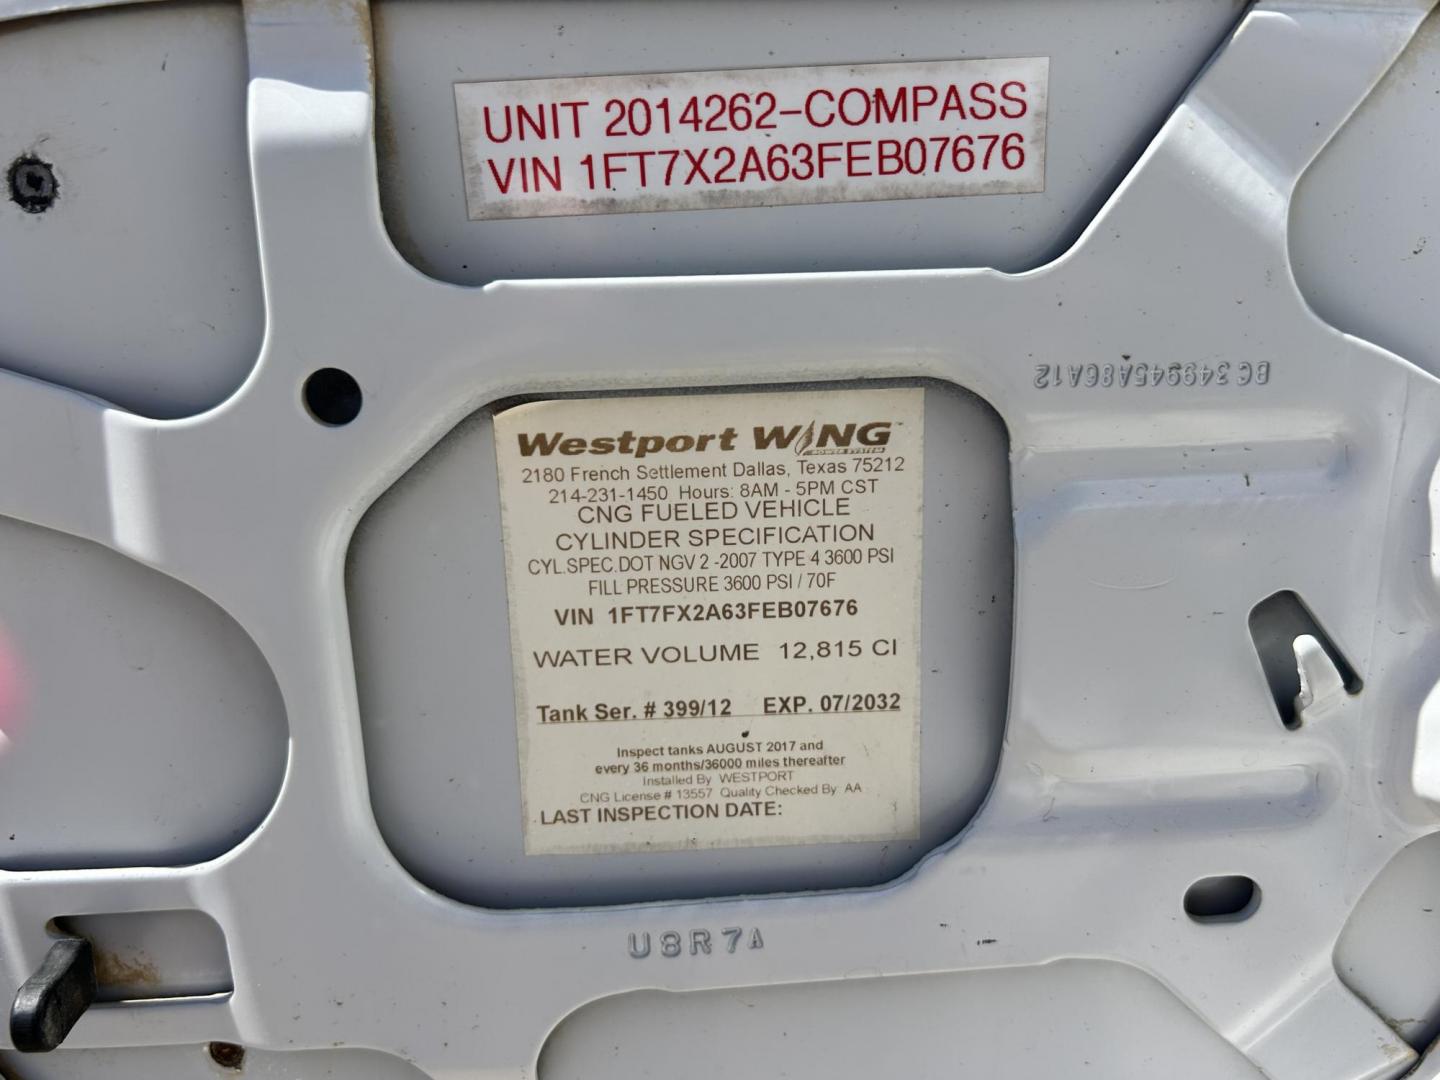 UNIT 2014262-COMPASS
VIN 1FT7X2A63FEB07676
BC349945A86A12
Westport WING™
POWER SYSTEM
2180 French Settlement Dallas, Texas 75212
214-231-1450 Hours: 8AM - 5PM CST
CNG FUELED VEHICLE
CYLINDER SPECIFICATION
CYL.SPEC.DOT NGV 2 -2007 TYPE 4 3600 PSI
FILL PRESSURE 3600 PSI / 70F
VIN 1FT7FX2A63FEB07676
WATER VOLUME 12,815 CI
Tank Ser. # 399/12 EXP. 07/2032
Inspect tanks AUGUST 2017 and
every 36 months/36000 miles thereafter
Installed By WESTPORT
CNG License # 13557 Quality Checked By AA
LAST INSPECTION DATE:
U8R7A